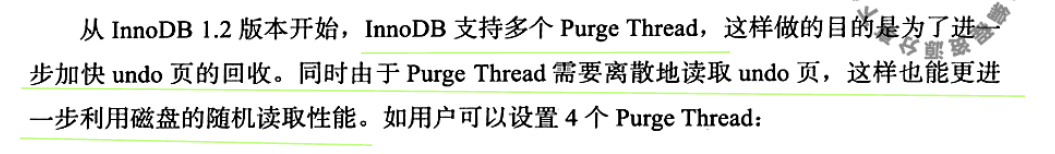 从 InnoDB 1.2 版本开始，InnoDB 支持多个 Purge Thread，这样做的目的是为了进一
步加快 undo 页的回收。同时由于 Purge Thread 需要离散地读取 undo 页，这样也能更进
一步利用磁盘的随机读取性能。如用户可以设置 4 个 Purge Thread：